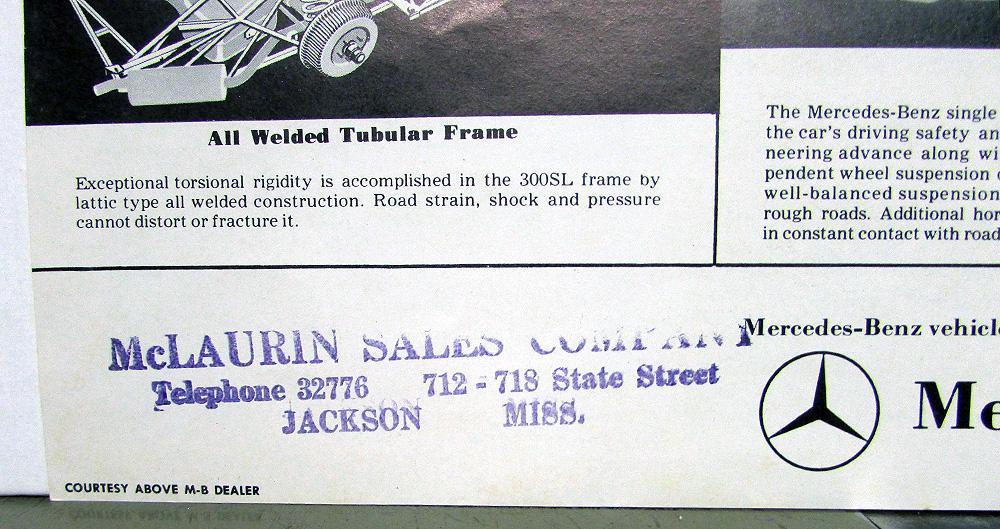 All Welded Tubular Frame
Exceptional torsional rigidity is accomplished in the 300SL frame by
lattic type all welded construction. Road strain, shock and pressure
cannot distort or fracture it.
The Mercedes-Benz single
the car's driving safety an
neering advance along wi
pendent wheel suspension
well-balanced suspension
rough roads. Additional hor
in constant contact with road
McLAURIN SALES COMPANY
Telephone 32776 712-718 State Street
JACKSON MISS.
Mercedes-Benz vehicle
Me
COURTESY ABOVE M-B DEALER